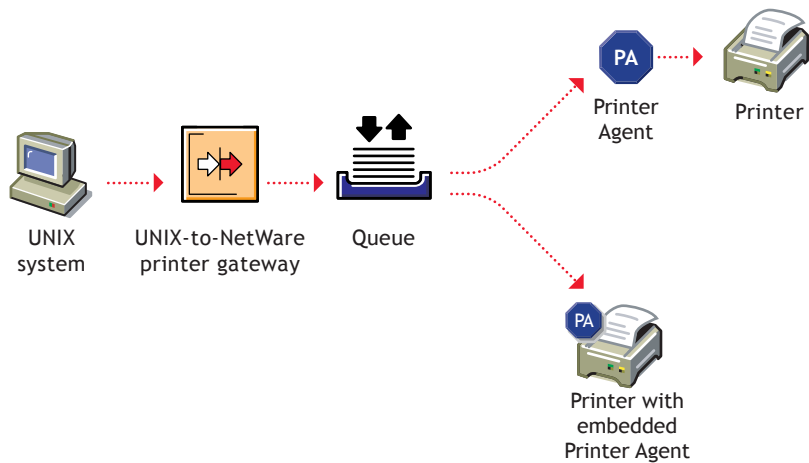 PA
Printer
Agent
Printer
UNIX
system
UNIX-to-NetWare
printer gateway
Queue
PA
Printer with
embedded
Printer Agent